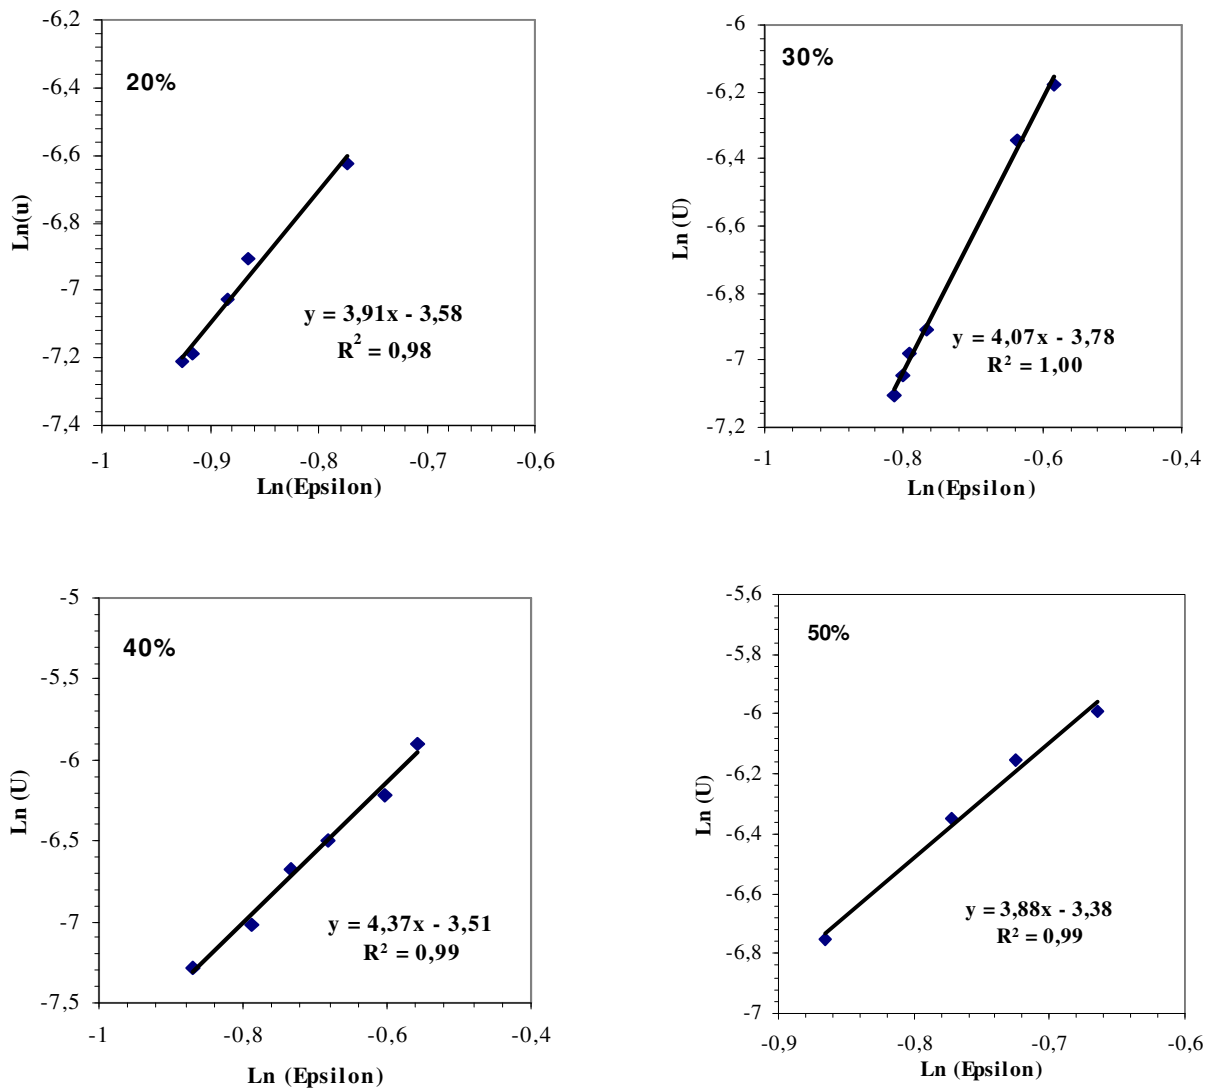 -6,2
-6,4
-6,6
-6,8
-7
-7,2
-7,4
Ln(u)
20%
y = 3,91x - 3,58
R² = 0,98
-1 -0,9 -0,8 -0,7 -0,6
Ln(Epsilon)
-6
-6,2
-6,4
-6,6
-6,8
-7
-7,2
Ln (U)
30%
y = 4,07x - 3,78
R² = 1,00
-1 -0,8 -0,6 -0,4
Ln(Epsilon)
-5
-5,5
-6
-6,5
-7
-7,5
Ln (U)
40%
y = 4,37x - 3,51
R² = 0,99
-1 -0,8 -0,6 -0,4
Ln (Epsilon)
-5,6
-5,8
-6
-6,2
-6,4
-6,6
-6,8
-7
Ln (U)
50%
y = 3,88x - 3,38
R² = 0,99
-0,9 -0,8 -0,7 -0,6
Ln (Epsilon)